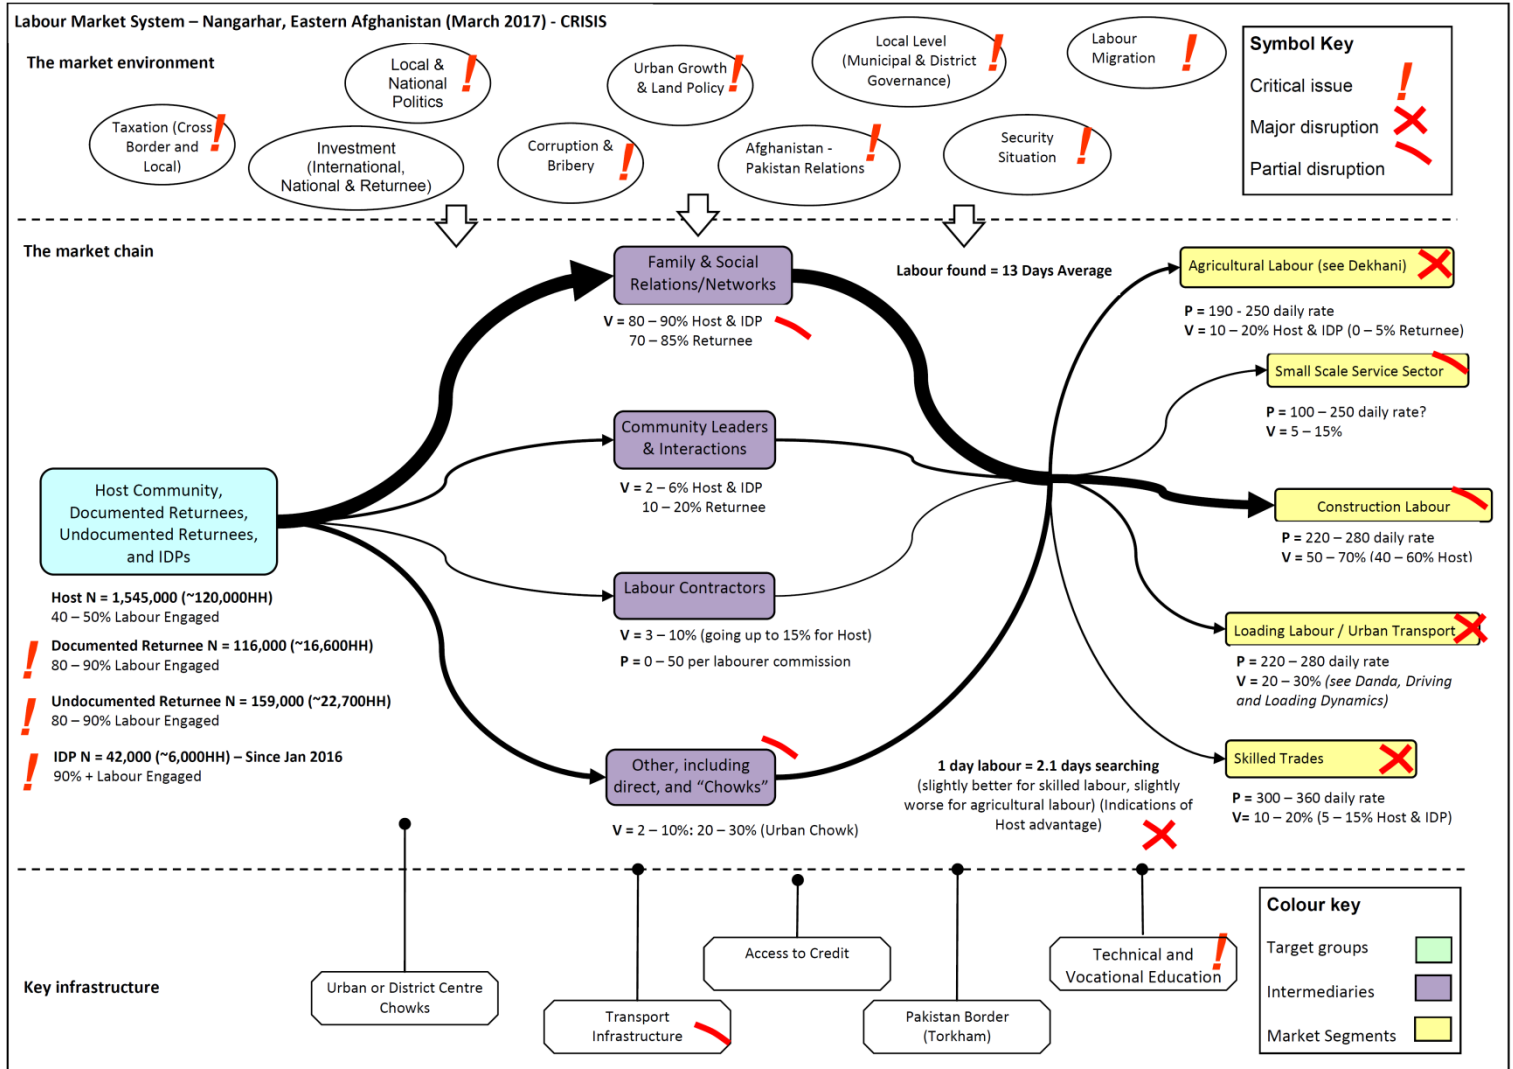 Labour Market System – Nangarhar, Eastern Afghanistan (March 2017) - CRISIS
The market environment
Taxation (Cross
Border and
Local)
Local &
National
Politics
Investment
(International,
National & Returnee)
Corruption &
Bribery
Urban Growth
& Land Policy
Afghanistan -
Pakistan Relations
Local Level
(Municipal & District
Governance)
Security
Situation
Labour
Migration
Symbol Key
Critical issue
Major disruption
Partial disruption
The market chain
Host Community,
Documented Returnees,
Undocumented Returnees,
and IDPs
Host N = 1,545,000 (~120,000HH)
40 – 50% Labour Engaged
Documented Returnee N = 116,000 (~16,600HH)
80 – 90% Labour Engaged
Undocumented Returnee N = 159,000 (~22,700HH)
80 – 90% Labour Engaged
IDP N = 42,000 (~6,000HH) – Since Jan 2016
90% + Labour Engaged
Family & Social
Relations/Networks
V = 80 – 90% Host & IDP
70 – 85% Returnee
Community Leaders
& Interactions
V = 2 – 6% Host & IDP
10 – 20% Returnee
Labour Contractors
V = 3 – 10% (going up to 15% for Host)
P = 0 – 50 per labourer commission
Other, including
direct, and “Chowks”
V = 2 – 10%: 20 – 30% (Urban Chowk)
Labour found = 13 Days Average
1 day labour = 2.1 days searching
(slightly better for skilled labour, slightly
worse for agricultural labour) (Indications of
Host advantage)
Agricultural Labour (see Dekhani)
P = 190 - 250 daily rate
V = 10 – 20% Host & IDP (0 – 5% Returnee)
Small Scale Service Sector
P = 100 – 250 daily rate?
V = 5 – 15%
Construction Labour
P = 220 – 280 daily rate
V = 50 – 70% (40 – 60% Host)
Loading Labour / Urban Transport
P = 220 – 280 daily rate
V = 20 – 30% (see Danda, Driving
and Loading Dynamics)
Skilled Trades
P = 300 – 360 daily rate
V= 10 – 20% (5 – 15% Host & IDP)
Key infrastructure
Urban or District Centre
Chowks
Transport
Infrastructure
Access to Credit
Pakistan Border
(Torkham)
Technical and
Vocational Education
Colour key
Target groups
Intermediaries
Market Segments